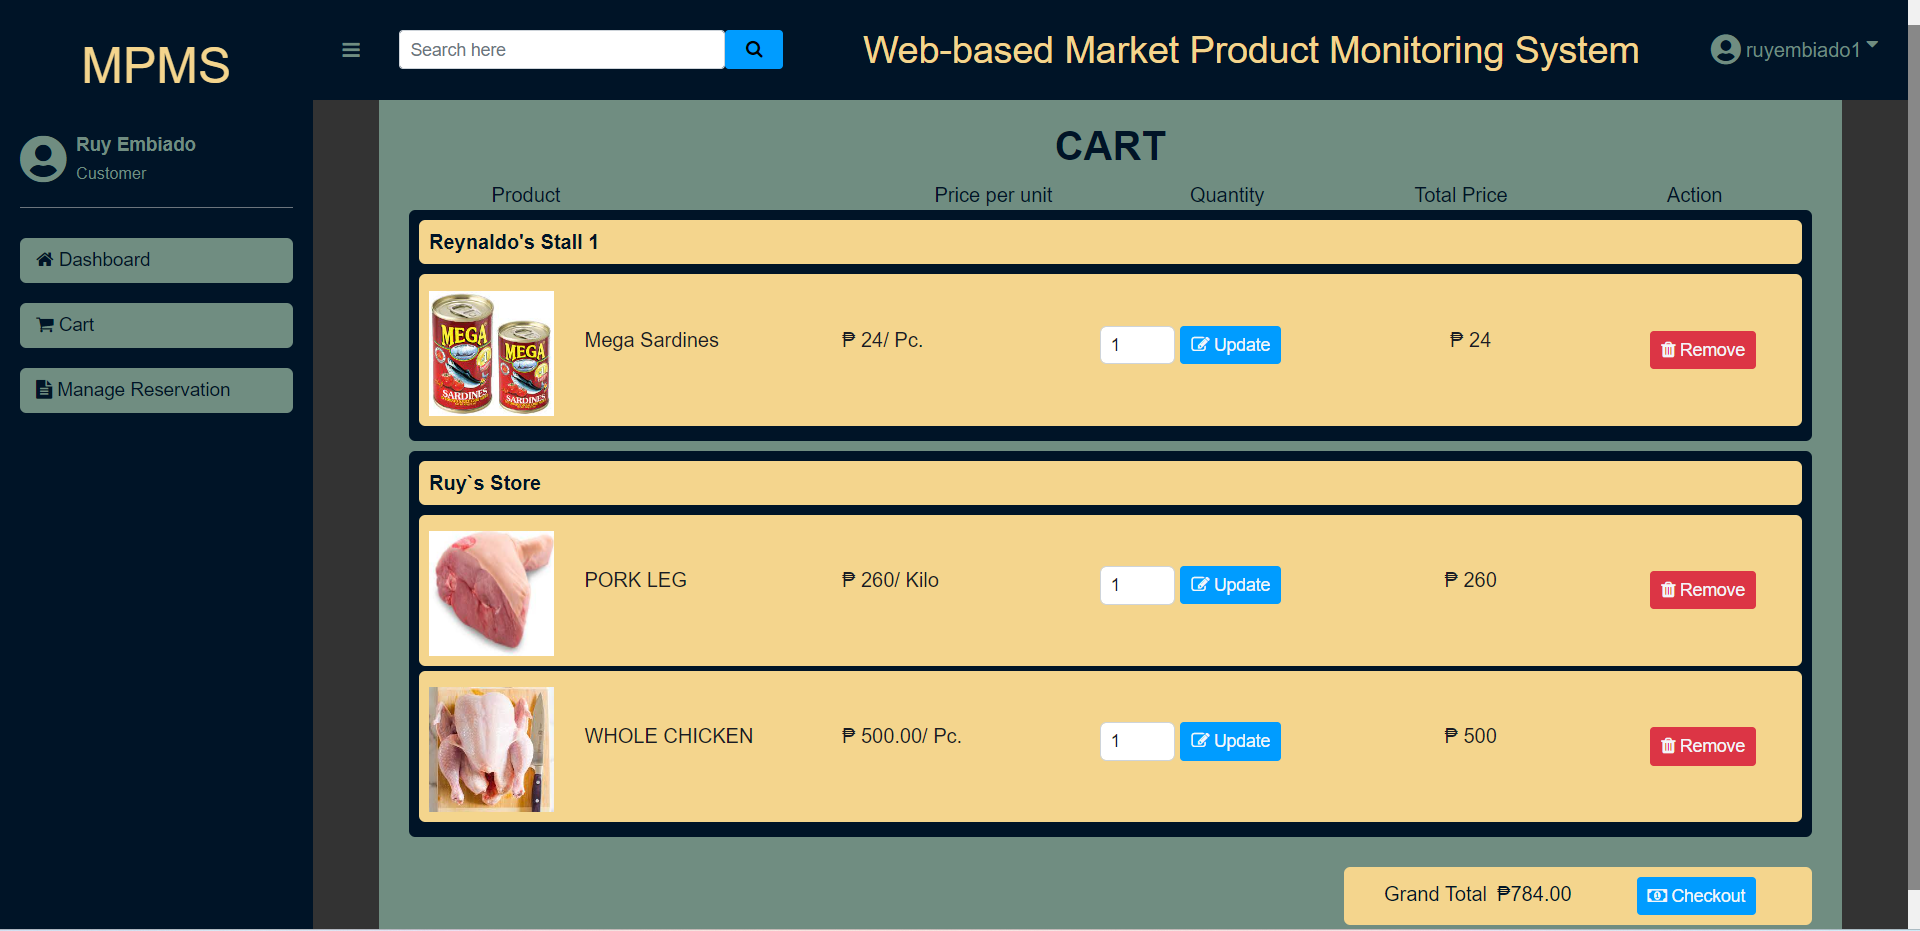 MPMS
Search here
Web-based Market Product Monitoring System
ruyembiado1
Ruy Embiado
Customer
Dashboard
Cart
Manage Reservation
CART
Product Price per unit Quantity Total Price Action
Reynaldo's Stall 1
MEGA
SARDINES
MEGA
SARDINES
Mega Sardines ₱ 24/ Pc. 1 Update ₱ 24 Remove
Ruy`s Store
PORK LEG ₱ 260/ Kilo 1 Update ₱ 260 Remove
WHOLE CHICKEN ₱ 500.00/ Pc. 1 Update ₱ 500 Remove
Grand Total ₱784.00 Checkout